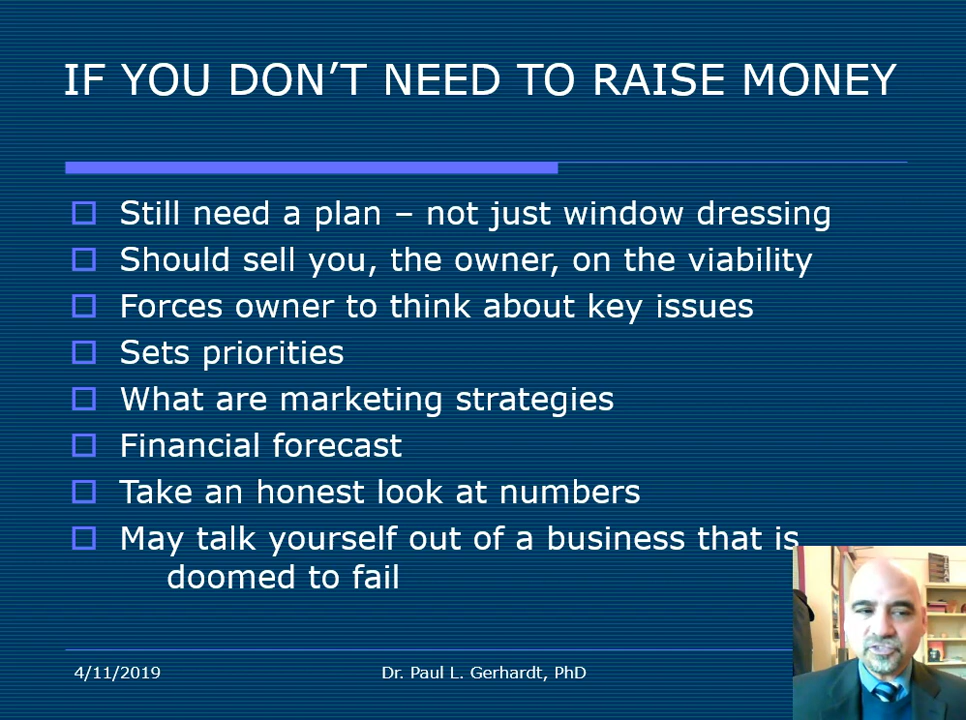 IF YOU DON’T NEED TO RAISE MONEY
Still need a plan – not just window dressing
Should sell you, the owner, on the viability
Forces owner to think about key issues
Sets priorities
What are marketing strategies
Financial forecast
Take an honest look at numbers
May talk yourself out of a business that is
doomed to fail
4/11/2019
Dr. Paul L. Gerhardt, PhD